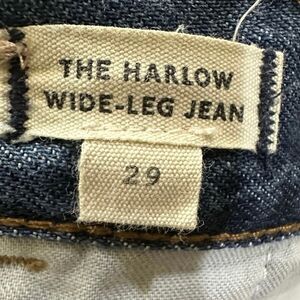 THE HARLOW
WIDE-LEG JEAN
29